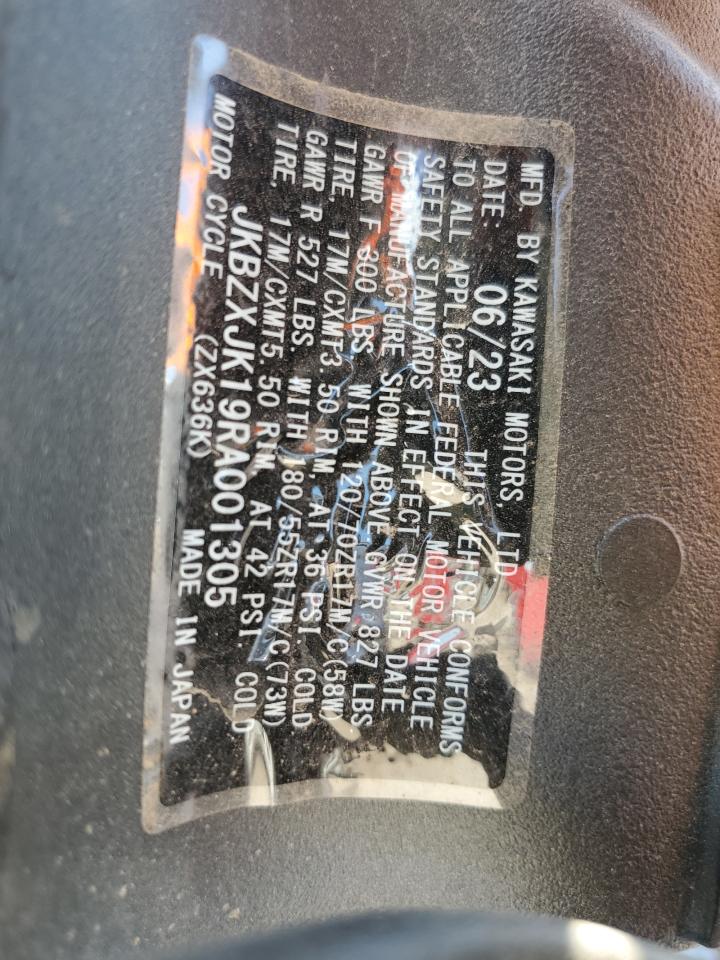 MFD. BY KAWASAKI MOTORS, LTD.
DATE: 06/23 THIS VEHICLE CONFORMS
TO ALL APPLICABLE FEDERAL MOTOR VEHICLE
SAFETY STANDARDS IN EFFECT ON THE DATE
OF MANUFACTURE SHOWN ABOVE GVWR 827 LBS
GAWR F 300 LBS WITH 120/70ZR17M/C(58W)
TIRE, 17M/CXMT3.50 RIM, AT 36 PSI COLD
GAWR R 527 LBS WITH 180/55ZR17M/C(73W)
TIRE, 17M/CXMT5.50 RIM, AT 42 PSI COLD
JKBZXJK19RA001305
MOTOR CYCLE (ZX636K) MADE IN JAPAN